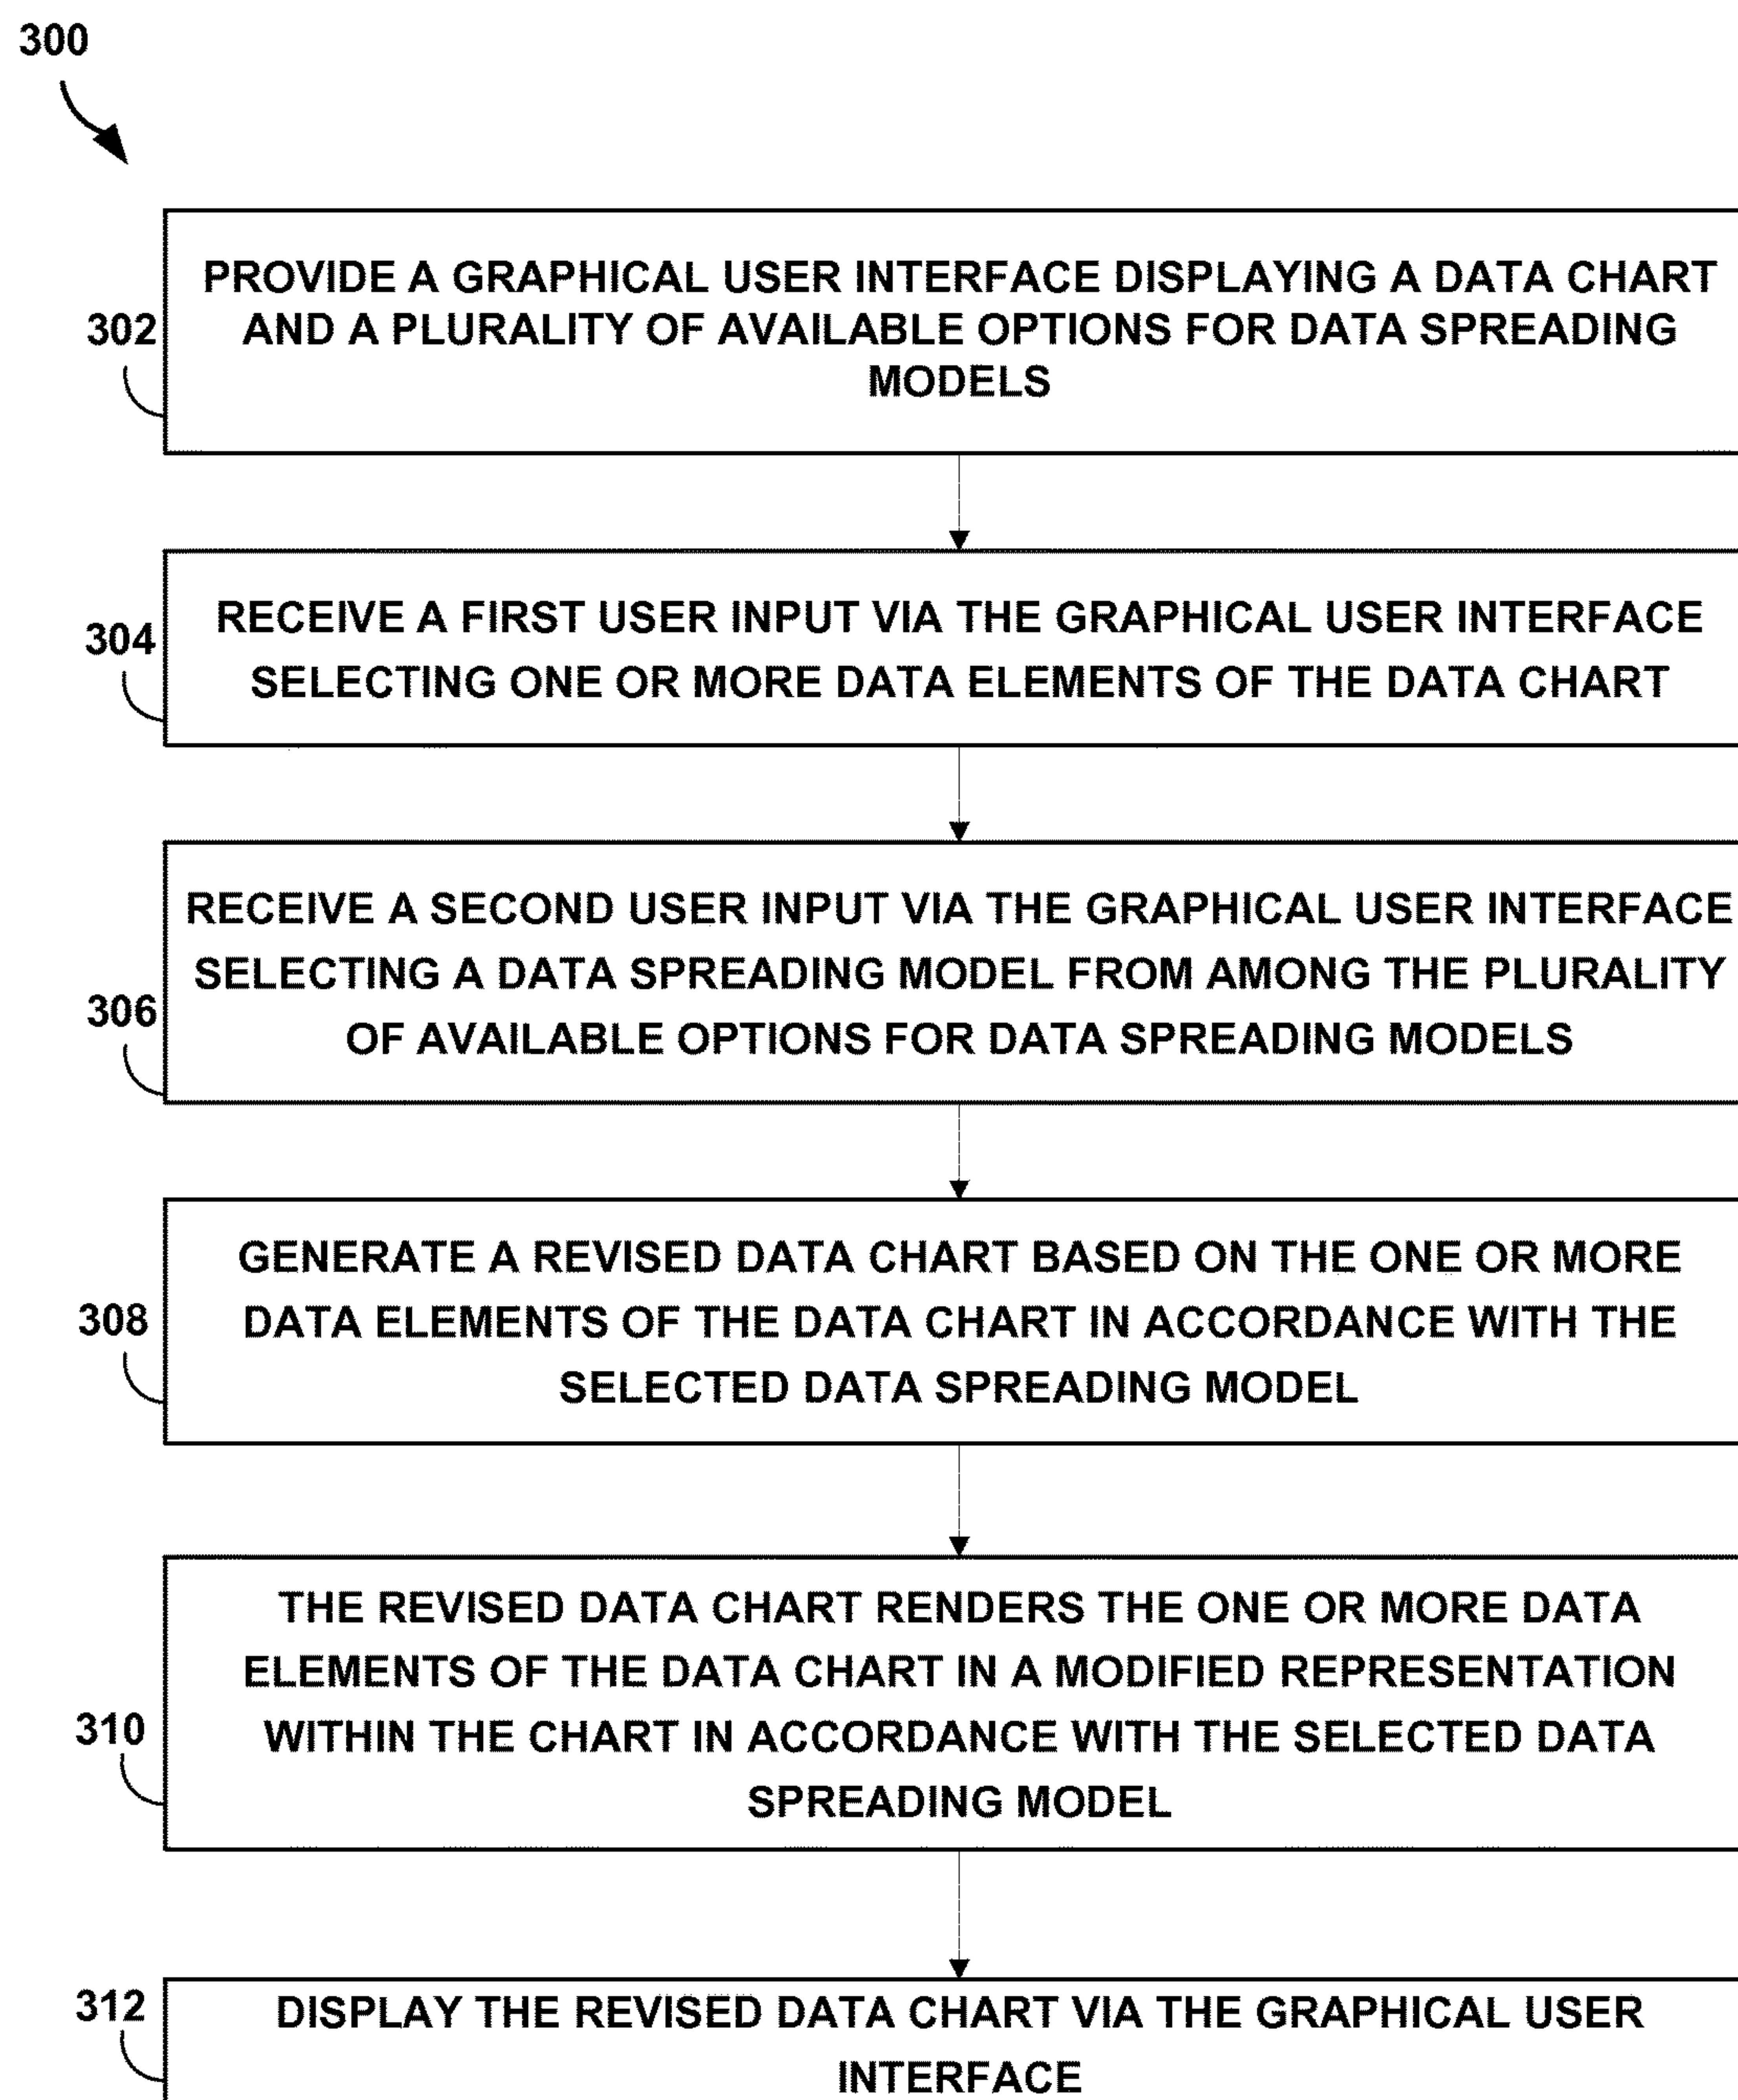 300
302
PROVIDE A GRAPHICAL USER INTERFACE DISPLAYING A DATA CHART
AND A PLURALITY OF AVAILABLE OPTIONS FOR DATA SPREADING
MODELS
304
RECEIVE A FIRST USER INPUT VIA THE GRAPHICAL USER INTERFACE
SELECTING ONE OR MORE DATA ELEMENTS OF THE DATA CHART
306
RECEIVE A SECOND USER INPUT VIA THE GRAPHICAL USER INTERFACE
SELECTING A DATA SPREADING MODEL FROM AMONG THE PLURALITY
OF AVAILABLE OPTIONS FOR DATA SPREADING MODELS
308
GENERATE A REVISED DATA CHART BASED ON THE ONE OR MORE
DATA ELEMENTS OF THE DATA CHART IN ACCORDANCE WITH THE
SELECTED DATA SPREADING MODEL
310
THE REVISED DATA CHART RENDERS THE ONE OR MORE DATA
ELEMENTS OF THE DATA CHART IN A MODIFIED REPRESENTATION
WITHIN THE CHART IN ACCORDANCE WITH THE SELECTED DATA
SPREADING MODEL
312
DISPLAY THE REVISED DATA CHART VIA THE GRAPHICAL USER
INTERFACE